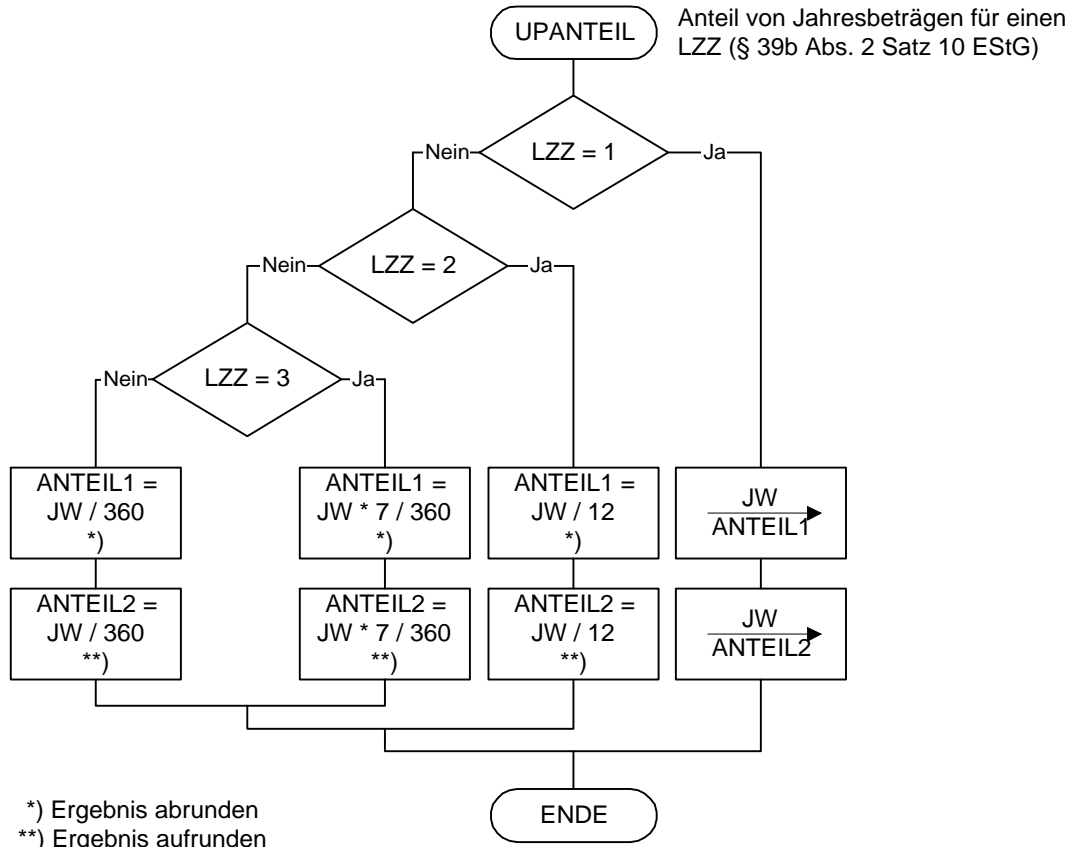 UPANTEIL
Anteil von Jahresbeträgen für einen
LZZ (§ 39b Abs. 2 Satz 10 EStG)
Nein
LZZ = 1
Ja
Nein
LZZ = 2
Ja
Nein
LZZ = 3
Ja
ANTEIL1 =
JW / 360
*)
ANTEIL1 =
JW * 7 / 360
*)
ANTEIL1 =
JW / 12
*)
JW
ANTEIL1
ANTEIL2 =
JW / 360
**)
ANTEIL2 =
JW * 7 / 360
**)
ANTEIL2 =
JW / 12
**)
JW
ANTEIL2
ENDE
*) Ergebnis abrunden
**) Ergebnis aufrunden